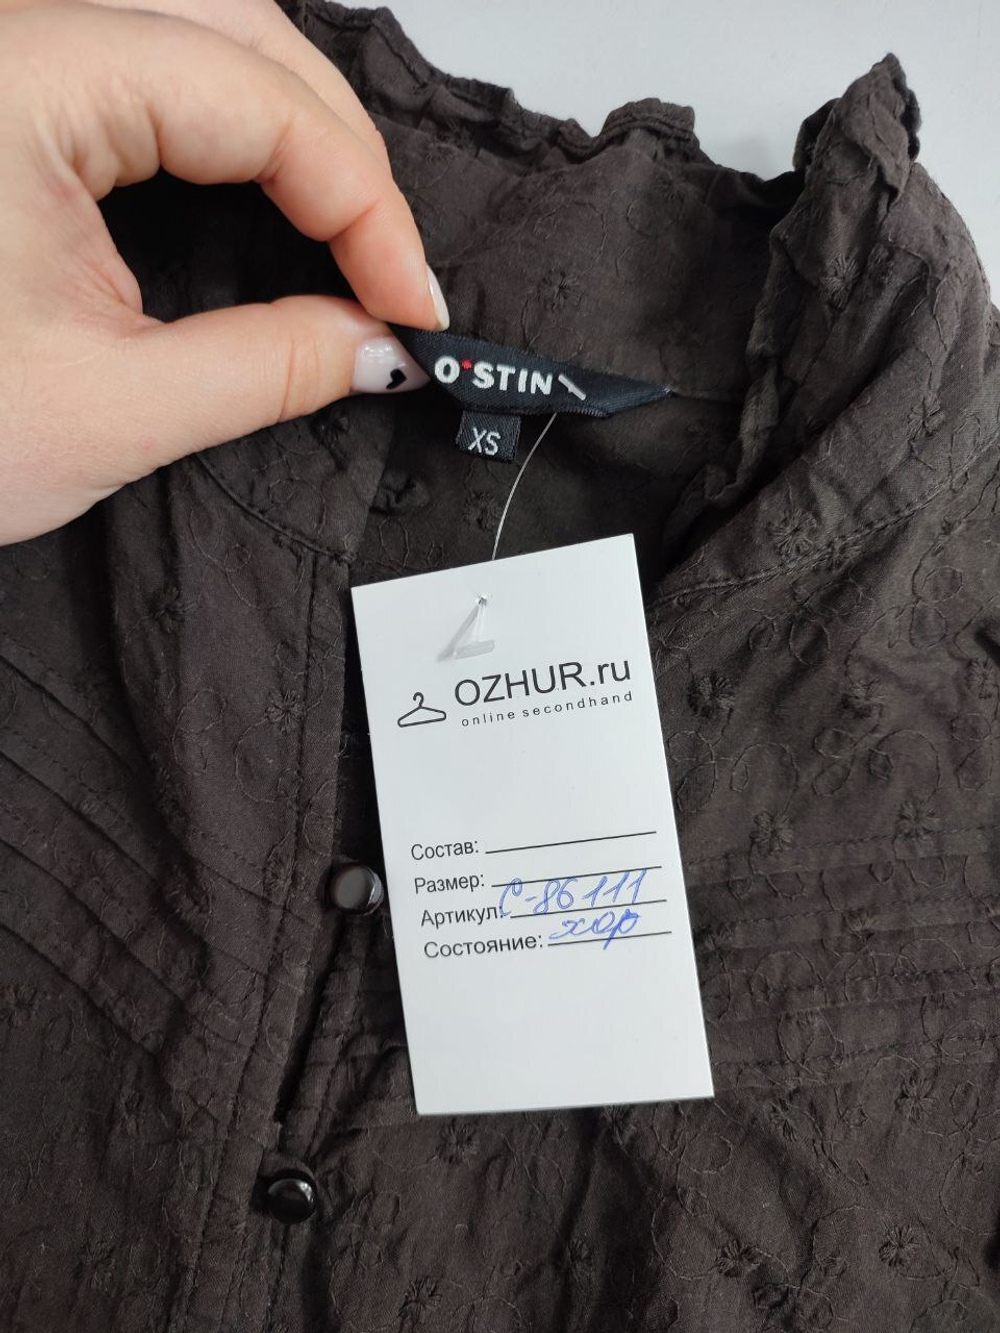 O*STIN
XS
OZHUR.ru
online secondhand
Состав:
Размер:
Артикул: С-86111
Состояние: хор